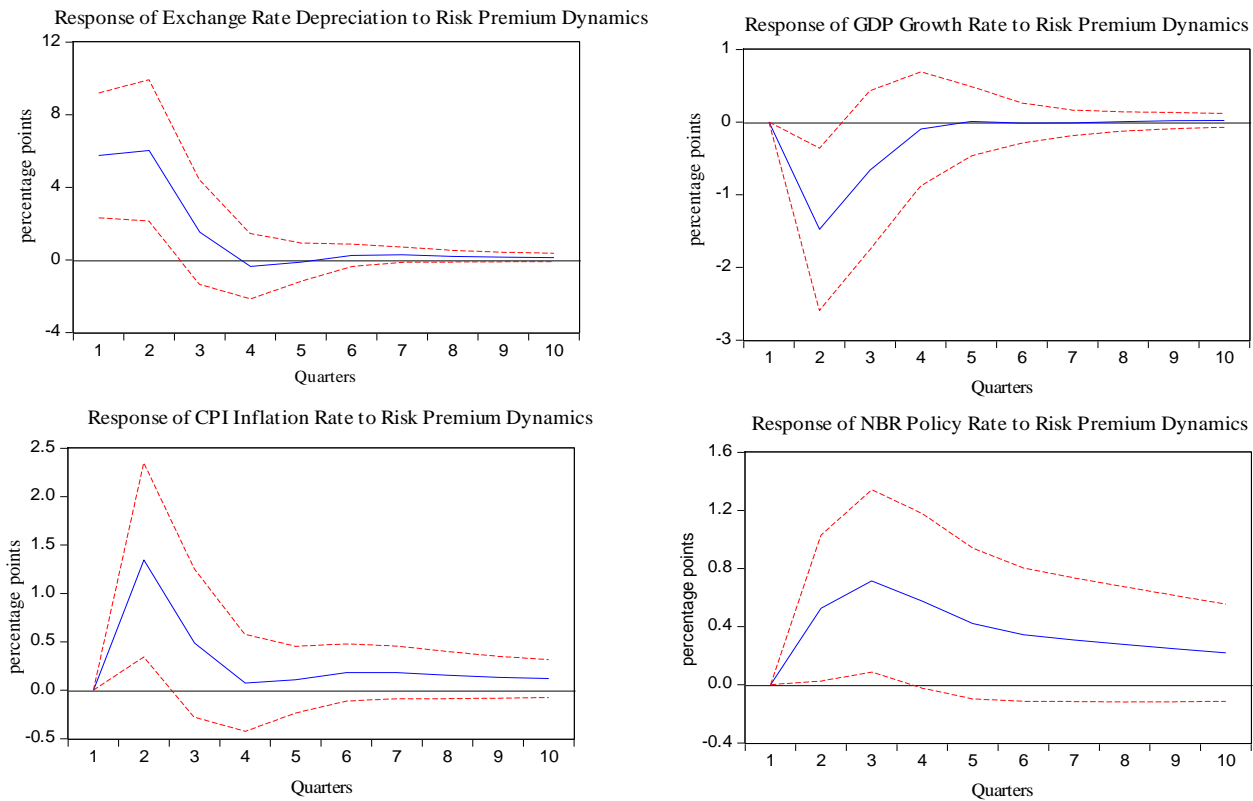 Response of Exchange Rate Depreciation to Risk Premium Dynamics
12
8
4
0
-4
percentage points
1 2 3 4 5 6 7 8 9 10
Quarters
Response of GDP Growth Rate to Risk Premium Dynamics
1
0
-1
-2
-3
percentage points
1 2 3 4 5 6 7 8 9 10
Quarters
Response of CPI Inflation Rate to Risk Premium Dynamics
2.5
2.0
1.5
1.0
0.5
0.0
-0.5
percentage points
1 2 3 4 5 6 7 8 9 10
Quarters
Response of NBR Policy Rate to Risk Premium Dynamics
1.6
1.2
0.8
0.4
0.0
-0.4
percentage points
1 2 3 4 5 6 7 8 9 10
Quarters